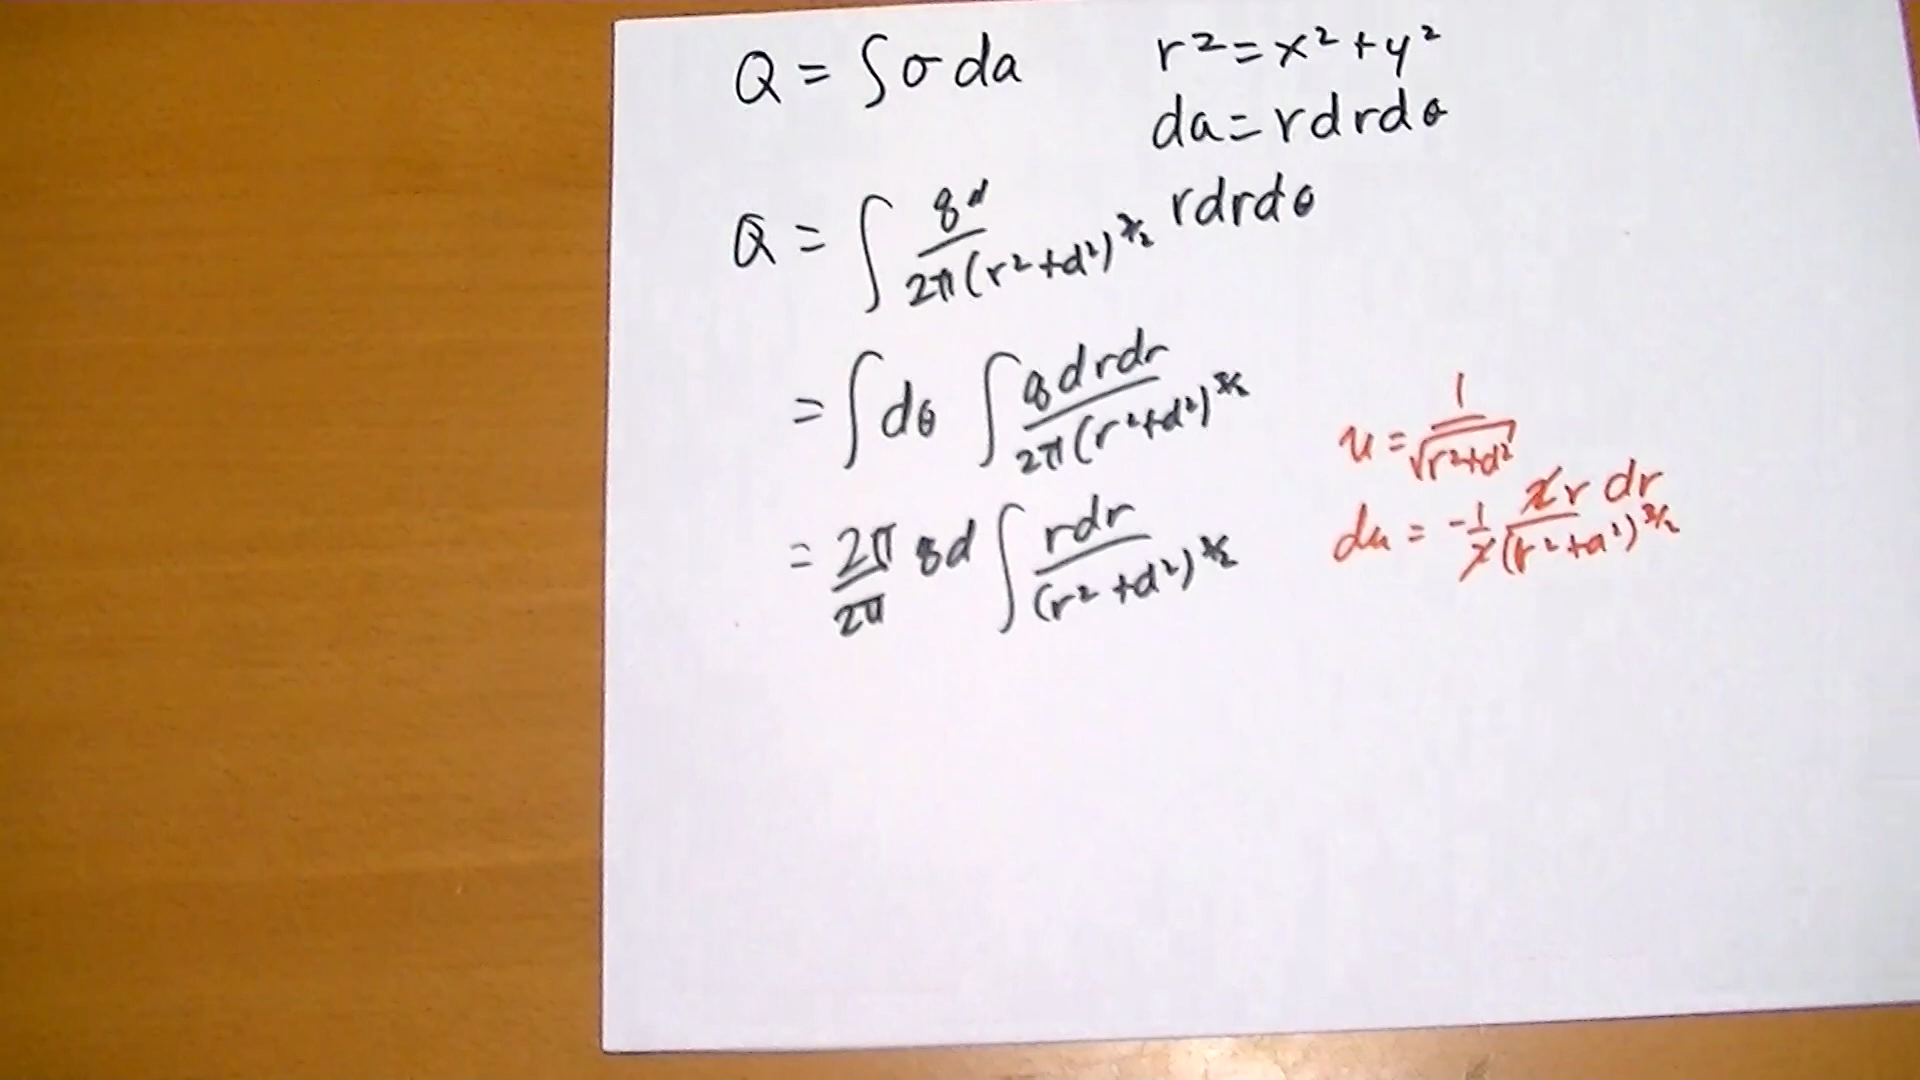 Q = ∫ σ da
r² = x² + y²
da = r dr dθ
Q = ∫ qd / 2π(r² + d²)^3/2 r dr dθ
= ∫ dθ ∫ q d r dr / 2π(r² + d²)^3/2
= 2π / 2π qd ∫ r dr / (r² + d²)^3/2
u = 1 / √r² + d²
du = -1/2 2r dr / (r² + d²)^3/2